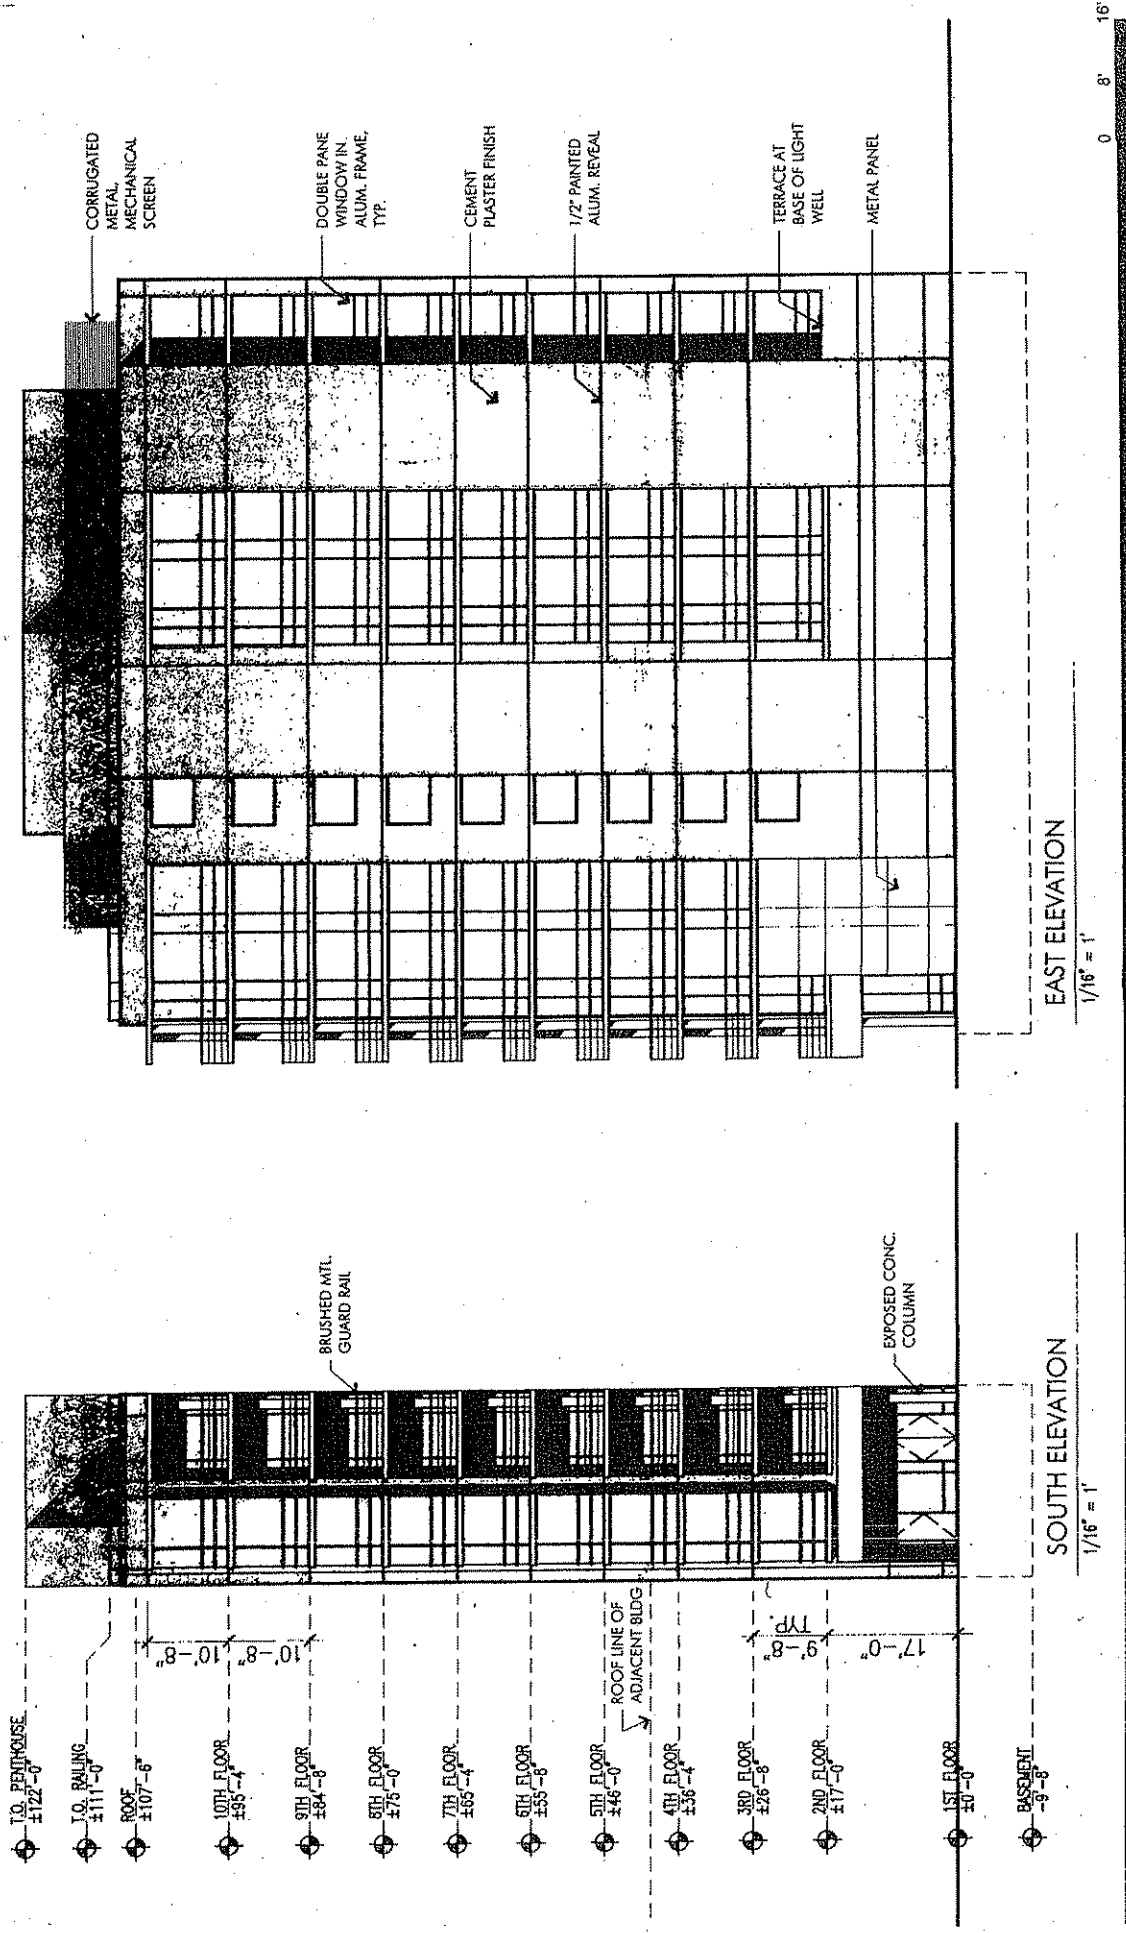 T.O. PENTHOUSE
±122'-0"
T.O. RAILING
±111'-0"
ROOF
±107'-6"
10TH FLOOR
±95'-4"
9TH FLOOR
±84'-8"
8TH FLOOR
±75'-0"
7TH FLOOR
±65'-4"
6TH FLOOR
±55'-8"
5TH FLOOR
±46'-0"
4TH FLOOR
±36'-4"
3RD FLOOR
±26'-8"
2ND FLOOR
±17'-0"
1ST FLOOR
±0'-0"
BASEMENT
-9'-8"
10'-8"
10'-8"
9'-8"
TYP.
17'-0"
ROOF LINE OF
ADJACENT BLDG
BRUSHED MTL.
GUARD RAIL
EXPOSED CONC.
COLUMN
SOUTH ELEVATION
1/16" = 1'
CORRUGATED
METAL,
MECHANICAL
SCREEN
DOUBLE PANE
WINDOW IN
ALUM. FRAME,
TYP.
CEMENT
PLASTER FINISH
1/2" PAINTED
ALUM. REVEAL
TERRACE AT
BASE OF LIGHT
WELL
METAL PANEL
EAST ELEVATION
1/16" = 1'
0 8' 16'